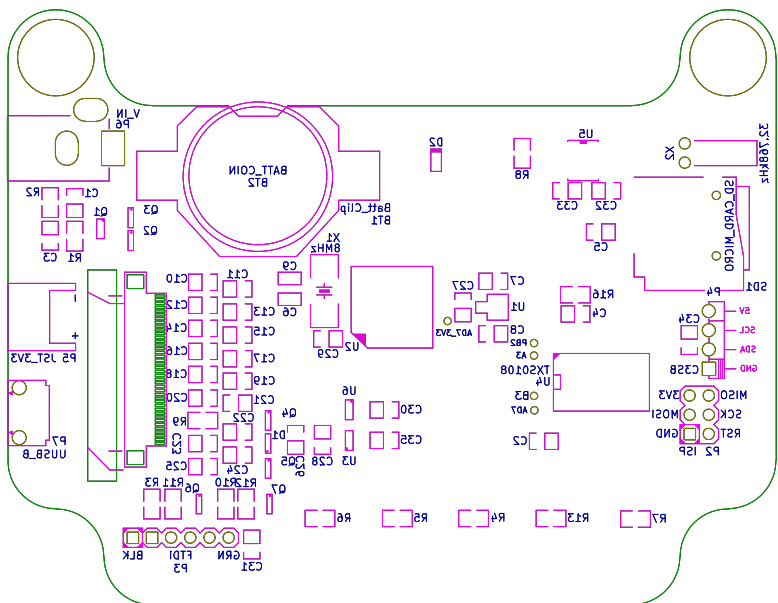 V_IN
P6
32.768kHz
D2
U5
X2
R8
BATT_COIN
BT2
R2
C1
Q3
Q1
Q2
Batt_Clip
BT1
C33
C32
SD_CARD_MICRO
C3
R1
X1
8MHz
C5
C10
C11
C9
C7
C27
SD1
P4
R16
C12
C13
C6
U1
C4
5V
C14
C15
AD7_3V3
C8
C34
SCL
C16
C29
U2
PB2
SDA
P5 JST_3V3
C17
A3
TXS0108
U4
C3SB
GND
C18
C19
C20
C21
U6
B3
3V3
MISO
R9
C22
Q4
C30
AD7
MOSI
SCK
P7
USB_B
C23
D1
C35
C2
GND
RST
C24
Q5
C26
C28
U3
ISP
P2
C25
R3
R11
Q6
R10
R12
Q7
R6
R5
R4
R13
R7
BLK
FTDI
GRN
P3
C31